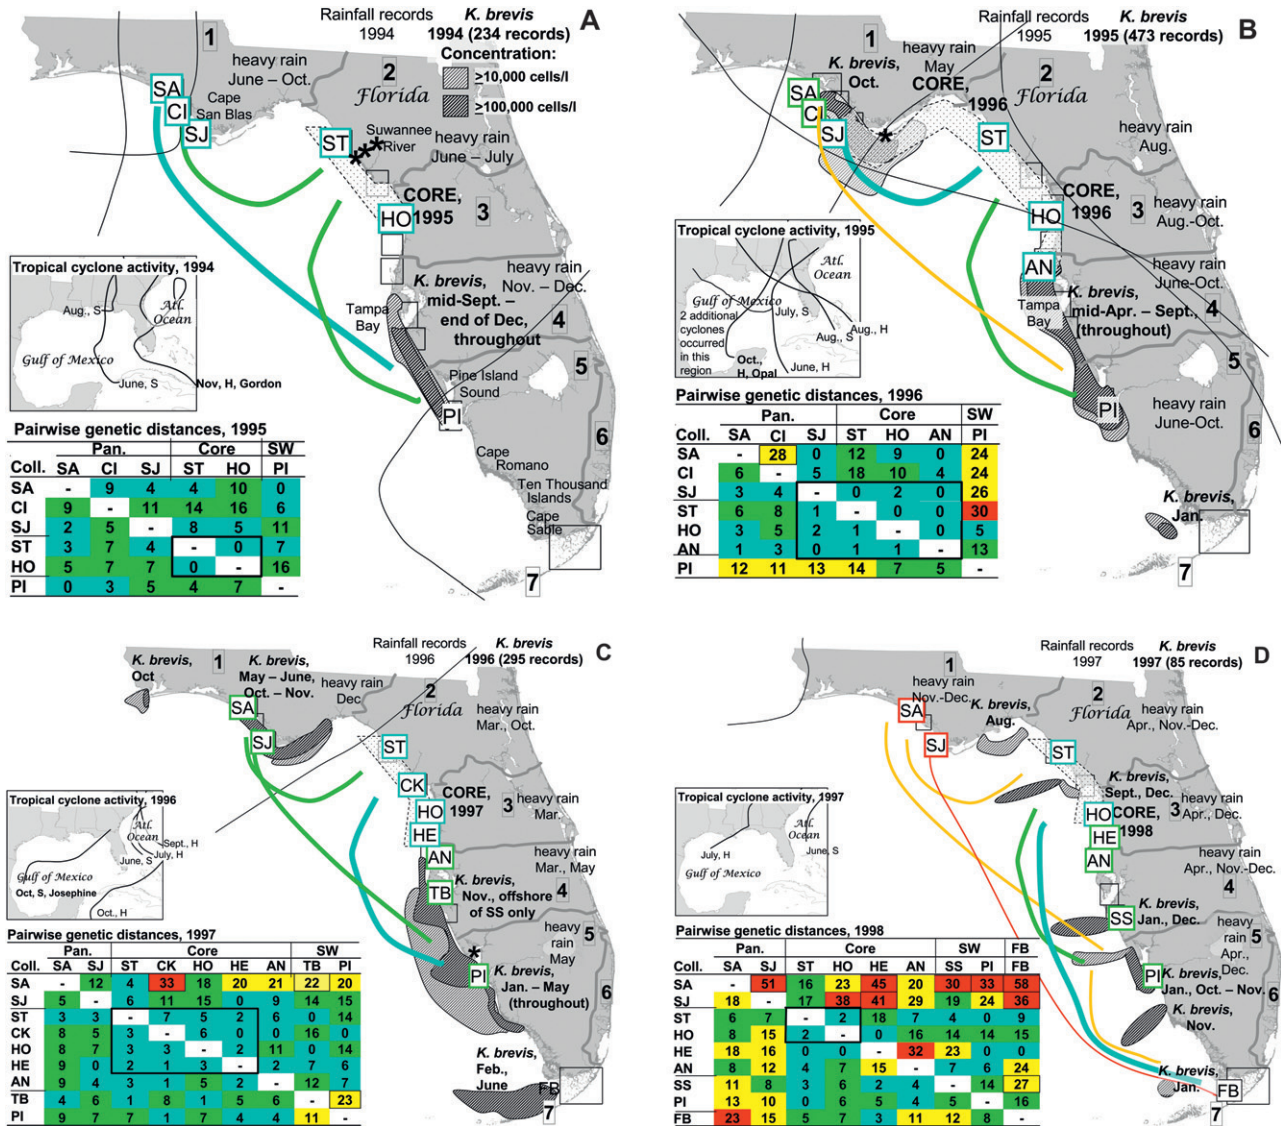 A
Rainfall records
1994
K. brevis
1994 (234 records)
Concentration:
≥10,000 cells/l
≥100,000 cells/l
1
heavy rain
June – Oct.
2
Florida
SA
CI
SJ
Cape
San Blas
ST
Suwannee
River
heavy rain
June – July
CORE,
1995
HO
3
Tropical cyclone activity, 1994
Aug., S
Atl.
Ocean
Gulf of Mexico
June, S
Nov, H, Gordon
heavy rain
Nov. – Dec.
K. brevis,
mid-Sept. –
end of Dec,
throughout
Tampa
Bay
4
5
Pine Island
Sound
PI
6
Cape
Romano
Ten Thousand
Islands
Cape
Sable
7
Pairwise genetic distances, 1995
Pan. Core SW
Coll. SA CI SJ ST HO PI
SA - 9 4 4 10 0
CI 9 - 11 14 16 6
SJ 2 5 - 8 5 11
ST 3 7 4 - 0 7
HO 5 7 7 0 - 16
PI 0 3 5 4 7 -
B
Rainfall records
1995
K. brevis
1995 (473 records)
1
K. brevis,
Oct.
heavy rain
May
CORE,
1996
2
Florida
SA
CI
SJ
ST
heavy rain
Aug.
HO
CORE,
1996
3
heavy rain
Aug.-Oct.
Tropical cyclone activity, 1995
Atl.
Ocean
Gulf of Mexico
2 additional
cyclones
occurred in
this
region
July, S
Aug., H
Aug., S
Oct.,
H, Opal
June, H
AN
Tampa
Bay
heavy rain
June-Oct.
4
K. brevis,
mid-Apr. – Sept.,
(throughout)
5
PI
heavy rain
June-Oct.
6
K. brevis,
Jan.
7
Pairwise genetic distances, 1996
Pan. Core SW
Coll. SA CI SJ ST HO AN PI
SA - 28 0 12 9 0 24
CI 6 - 5 18 10 4 24
SJ 3 4 - 0 2 0 26
ST 6 8 1 - 0 0 30
HO 3 5 2 1 - 0 5
AN 1 3 0 1 1 - 13
PI 12 11 13 14 7 5 -
C
Rainfall records
1996
K. brevis
1996 (295 records)
K. brevis,
Oct
1
K. brevis,
May – June,
Oct. – Nov.
heavy rain
Dec.
2
Florida
heavy rain
Mar., Oct.
SA
SJ
ST
CK
HO
HE
AN
TB
CORE,
1997
3
heavy rain
Mar.
Tropical cyclone activity, 1996
Atl.
Ocean
Sept., H
July, H
June, S
Gulf of Mexico
Oct, S, Josephine
Oct., H
heavy rain
Mar., May
4
K. brevis,
Nov., offshore
of SS only
heavy
rain
May
5
PI
K. brevis,
Jan. – May
(throughout)
6
K. brevis,
Feb.,
June
FB
7
Pairwise genetic distances, 1997
Pan. Core SW
Coll. SA SJ ST CK HO HE AN TB PI
SA - 12 4 33 18 20 21 22 20
SJ 5 - 6 11 15 0 9 14 15
ST 3 3 - 7 5 2 6 0 14
CK 8 5 3 - 6 0 0 16 0
HO 8 7 3 3 - 2 11 0 14
HE 9 0 2 1 3 - 2 7 6
AN 9 4 3 1 5 2 - 12 7
TB 4 6 1 8 1 5 6 - 23
PI 9 7 7 1 7 4 4 11 -
D
Rainfall records
1997
K. brevis
1997 (85 records)
1
heavy rain
Nov.-Dec.
2
Florida
heavy rain
Apr., Nov.-Dec.
SA
SJ
K. brevis,
Aug.
ST
K. brevis,
Sept., Dec.
CORE,
1998
3
heavy rain
Apr., Dec.
HO
HE
AN
Tropical cyclone activity, 1997
Atl.
Ocean
July, H
June, S
Gulf of Mexico
heavy rain
Apr., Nov.-Dec.
4
SS
K. brevis,
Jan., Dec.
5
heavy
rain
Apr.,
Dec.
PI
K. brevis,
Jan., Oct. – Nov.
6
K. brevis,
Nov.
K. brevis,
Jan.
FB
7
Pairwise genetic distances, 1998
Pan. Core SW FB
Coll. SA SJ ST HO HE AN SS PI FB
SA - 51 16 23 45 20 30 33 58
SJ 18 - 17 38 41 29 19 24 36
ST 6 7 - 2 18 7 4 0 9
HO 8 15 2 - 0 16 14 14 15
HE 18 16 0 0 - 32 23 0 0
AN 8 12 4 7 15 - 0 6 24
SS 11 8 3 6 2 4 - 14 27
PI 13 10 0 6 5 4 5 - 16
FB 23 15 5 7 3 11 12 8 -